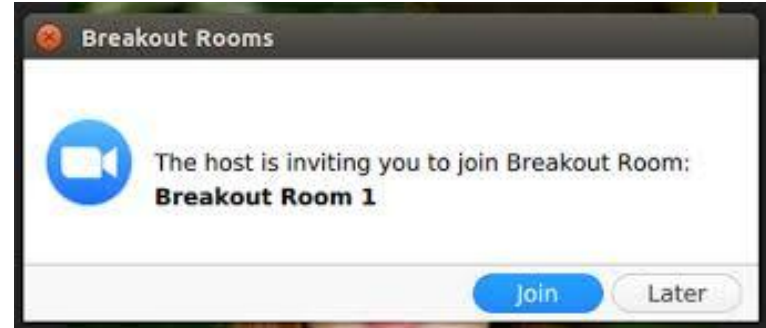 Breakout Rooms
The host is inviting you to join Breakout Room:
Breakout Room 1
Join
Later